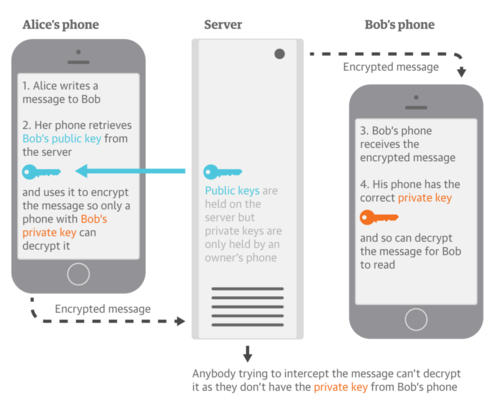 Alice's phone
Server
Bob's phone
1. Alice writes a
message to Bob
2. Her phone retrieves
Bob's public key from
the server
and uses it to encrypt
the message so only a
phone with Bob's
private key can
decrypt it
Encrypted message
Public keys are
held on the
server but
private keys are
only held by an
owner's phone
Encrypted message
3. Bob's phone
receives the
encrypted message
4. His phone has the
correct private key
and so can decrypt
the message for Bob
to read
Anybody trying to intercept the message can't decrypt
it as they don't have the private key from Bob's phone